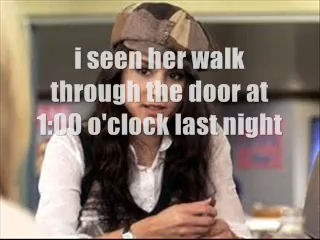 i seen her walk
through the door at
1:00 o'clock last night